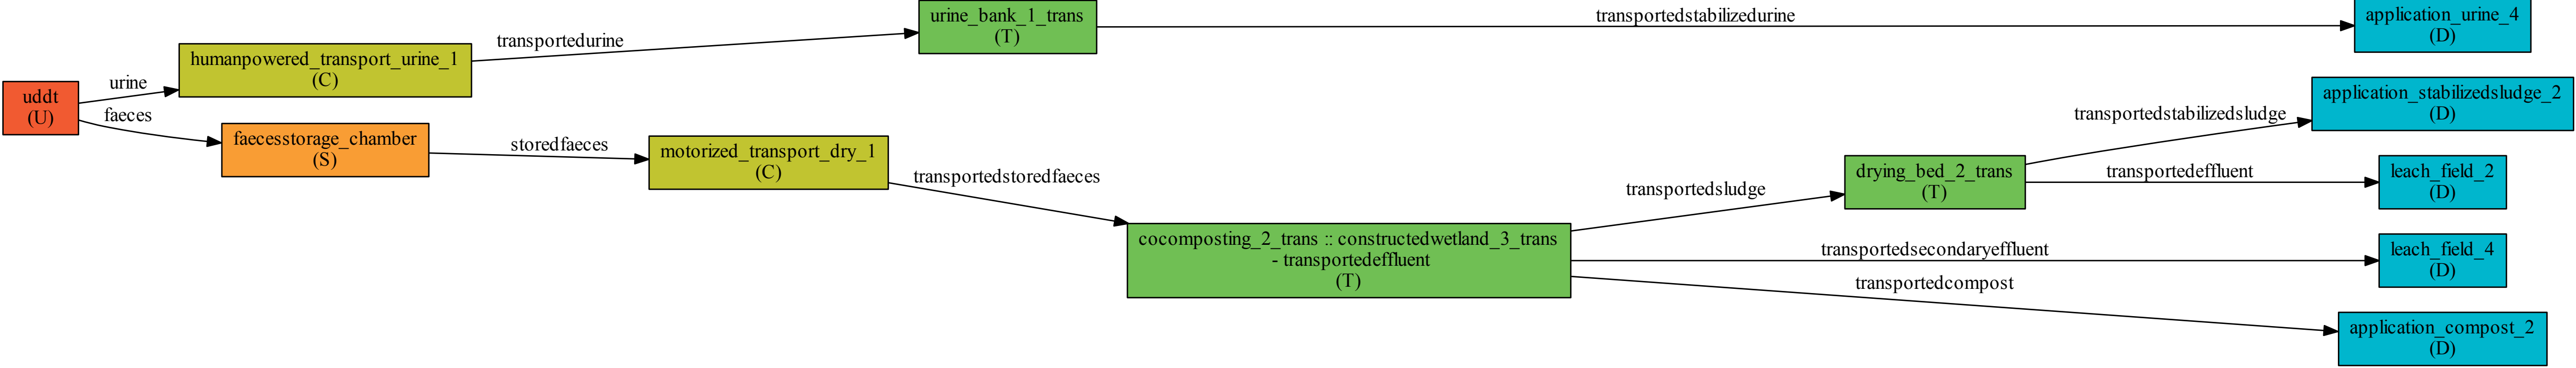 uddt
(U)
urine
faeces
humanpowered_transport_urine_1
(C)
faecesstorage_chamber
(S)
transportedurine
storedfaeces
motorized_transport_dry_1
(C)
urine_bank_1_trans
(T)
transportedstoredfaeces
cocomposting_2_trans :: constructedwetland_3_trans
- transportedeffluent
(T)
transportedstabilizedurine
transportedsludge
transportedsecondaryeffluent
transportedcompost
drying_bed_2_trans
(T)
transportedstabilizedsludge
transportedeffluent
application_urine_4
(D)
application_stabilizedsludge_2
(D)
leach_field_2
(D)
leach_field_4
(D)
application_compost_2
(D)